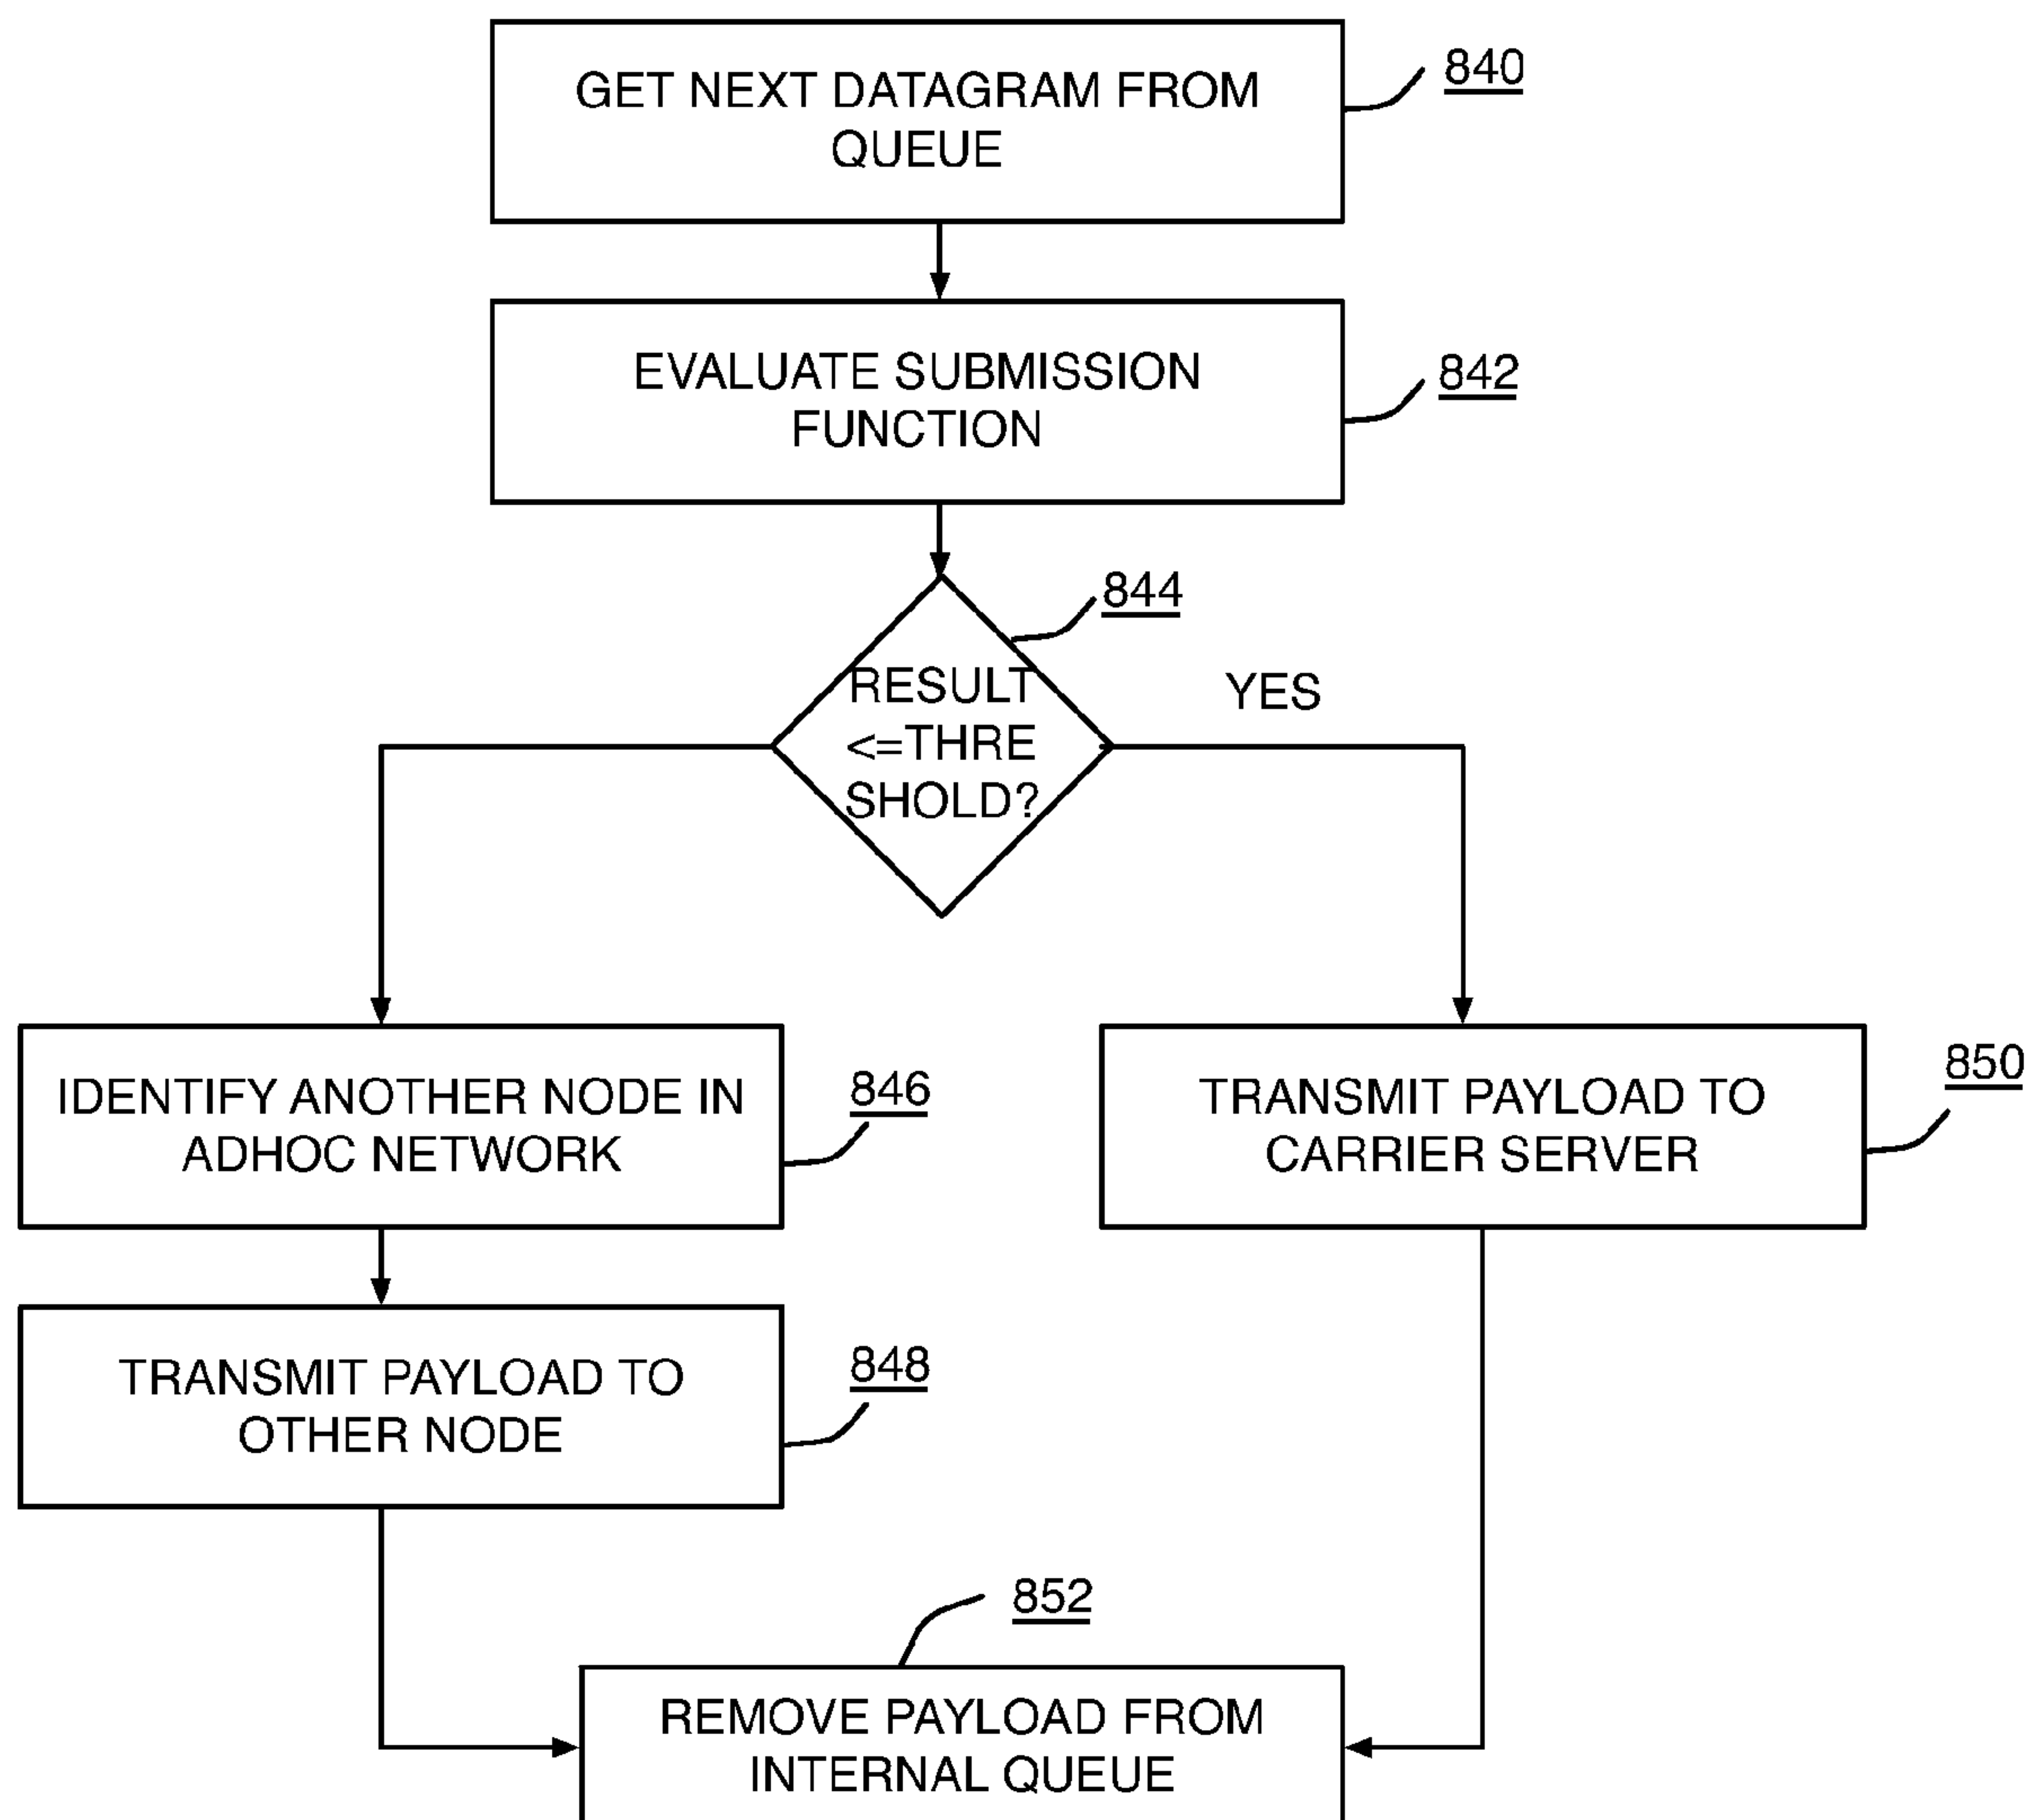 GET NEXT DATAGRAM FROM
QUEUE
840
EVALUATE SUBMISSION
FUNCTION
842
844
RESULT
<=THRE
SHOLD?
YES
IDENTIFY ANOTHER NODE IN
ADHOC NETWORK
846
TRANSMIT PAYLOAD TO
CARRIER SERVER
850
TRANSMIT PAYLOAD TO
OTHER NODE
848
852
REMOVE PAYLOAD FROM
INTERNAL QUEUE